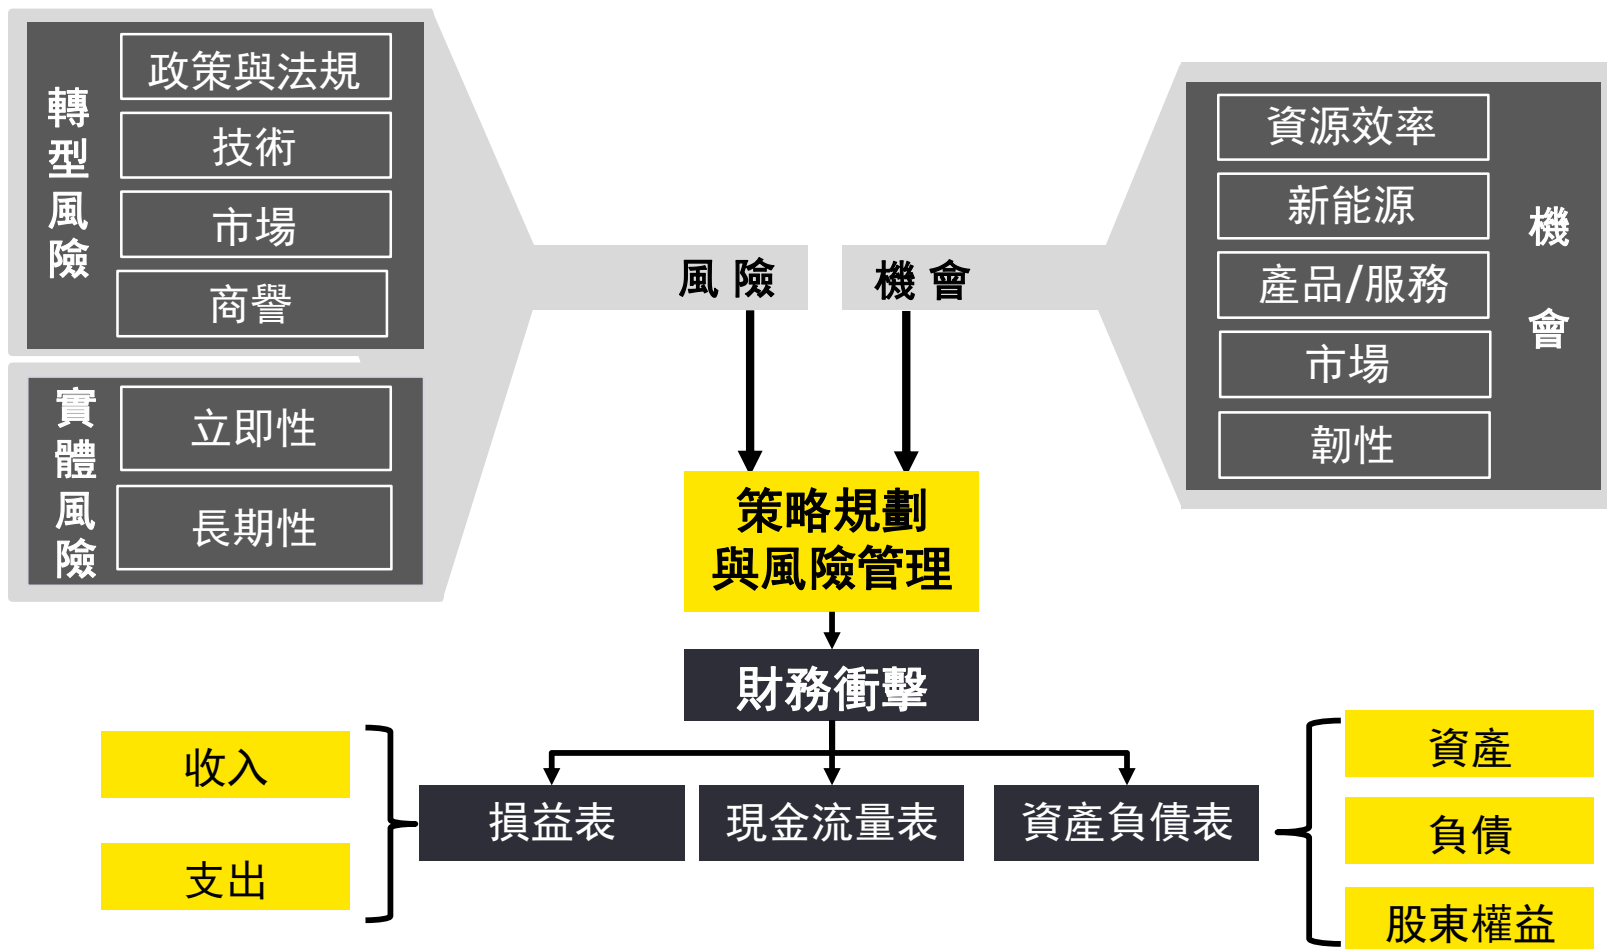 轉型風險
政策與法規
技術
市場
商譽
實體風險
立即性
長期性
風險
機會
資源效率
新能源
產品/服務
市場
韌性
機會
策略規劃
與風險管理
財務衝擊
損益表
現金流量表
資產負債表
收入
支出
資產
負債
股東權益